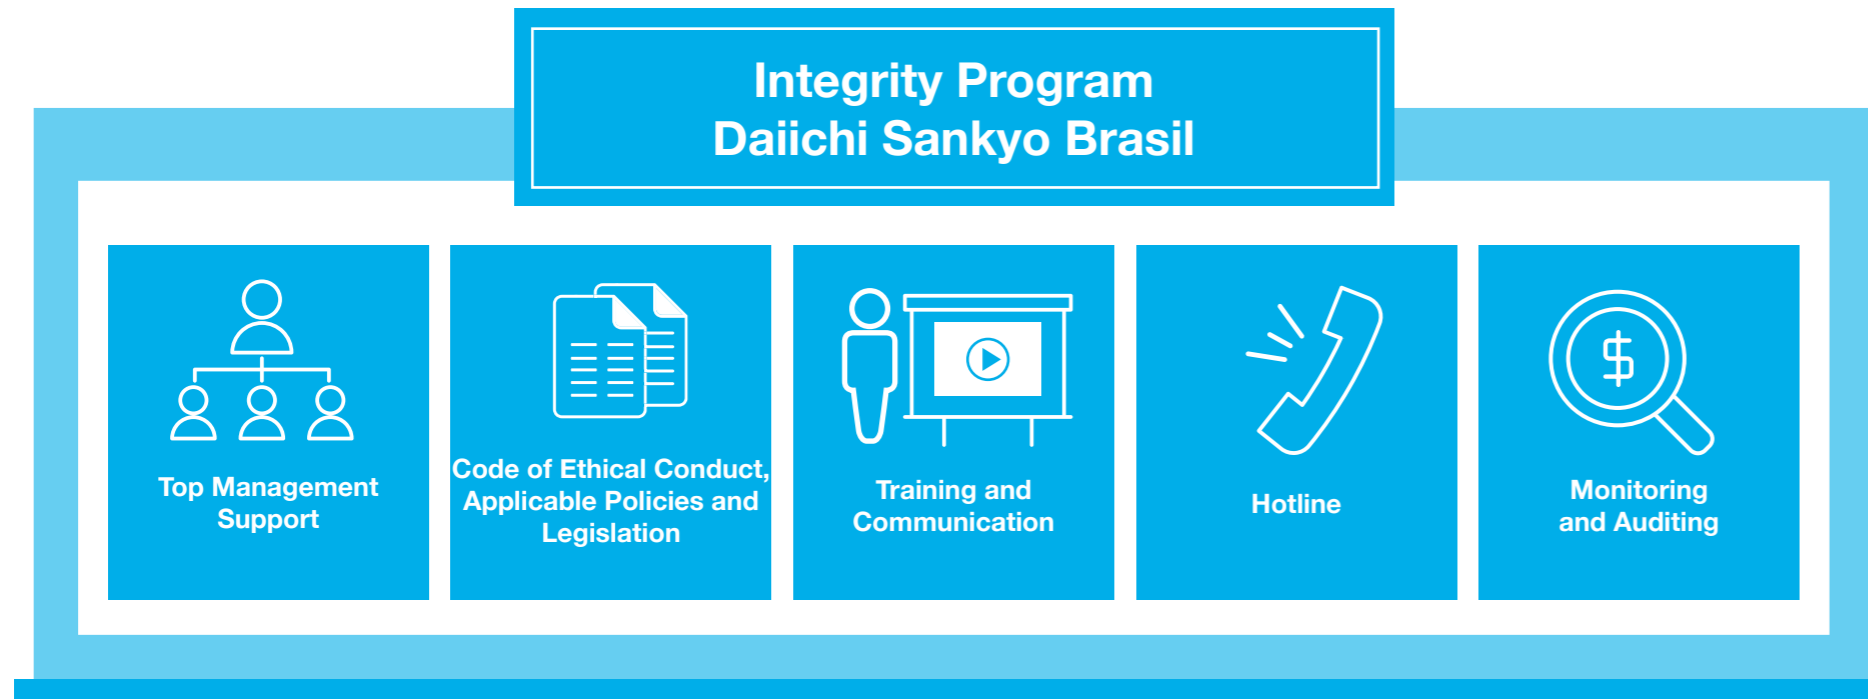 Integrity Program
Daiichi Sankyo Brasil
Top Management
Support
Code of Ethical Conduct,
Applicable Policies and
Legislation
Training and
Communication
Hotline
$
Monitoring
and Auditing